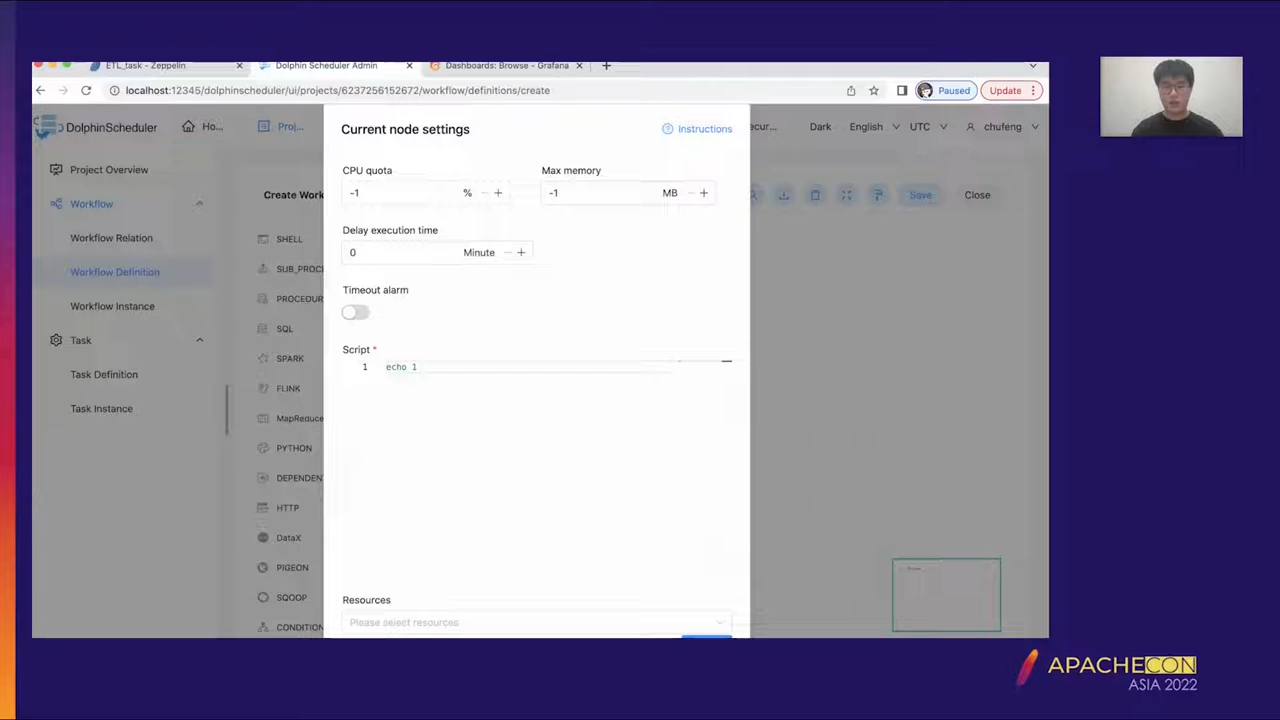 ETL_task - Zeppelin
Dolphin Scheduler Admin
Dashboards: Browse - Grafana
localhost:12345/dolphinscheduler/ui/projects/6237256152672/workflow/definitions/create
Paused
Update
DolphinScheduler
Ho...
Proj...
Dark
English
UTC
chufeng
Project Overview
Workflow
Workflow Relation
Workflow Definition
Workflow Instance
Task
Task Definition
Task Instance
Create Work
Save
Close
SHELL
SUB_PROCE
PROCEDUR
SQL
SPARK
FLINK
MapReduce
PYTHON
DEPENDEN
HTTP
DataX
PIGEON
SQOOP
CONDITION
Current node settings
Instructions
CPU quota
Max memory
-1 %
-1 MB
Delay execution time
0 Minute
Timeout alarm
Script *
1 echo 1
Resources
Please select resources
APACHECON
ASIA 2022